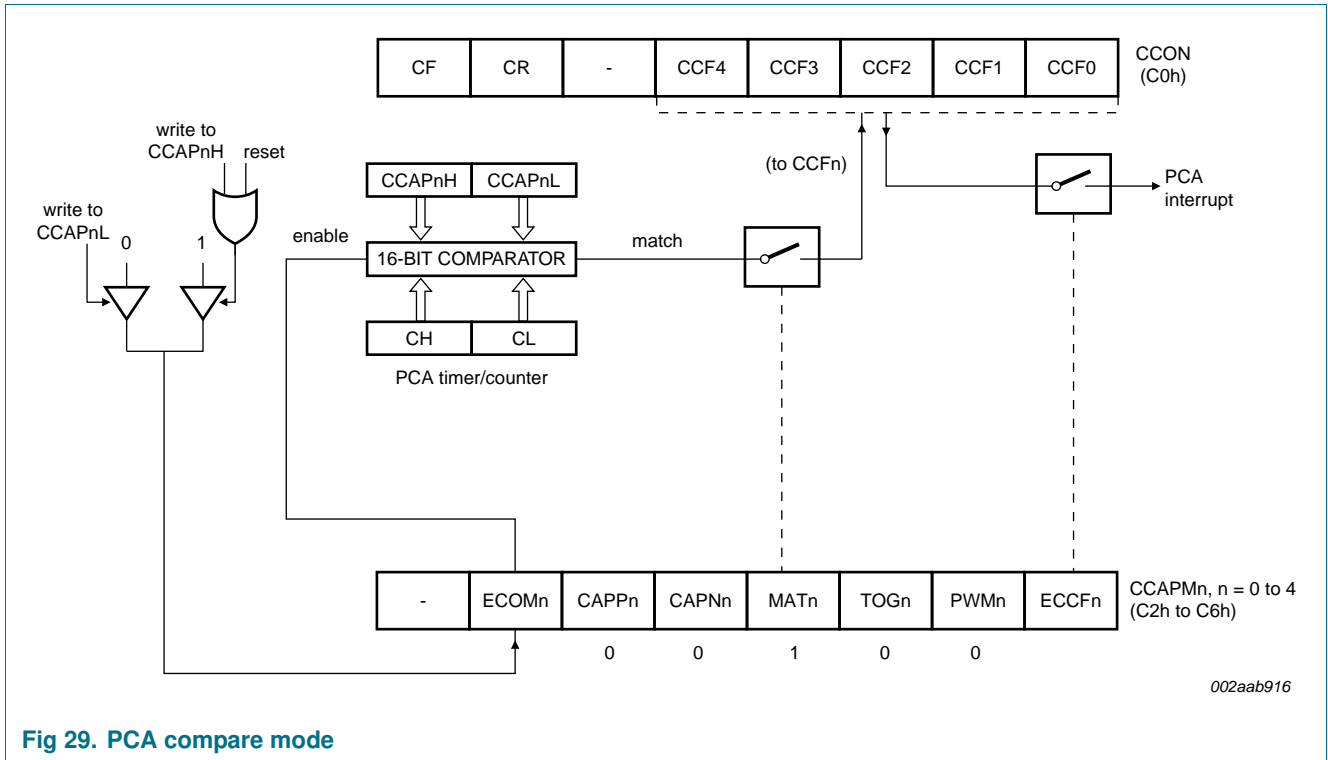 CF CR - CCF4 CCF3 CCF2 CCF1 CCF0
CCON
(C0h)
write to
CCAPnH reset
write to
CCAPnL
0 1
enable
CCAPnH CCAPnL
16-BIT COMPARATOR
CH CL
PCA timer/counter
match
(to CCFn)
PCA
interrupt
- ECOMn CAPPn CAPNn MATn TOGn PWMn ECCFn
CCAPMn, n = 0 to 4
(C2h to C6h)
0 0 1 0 0
002aab916
Fig 29. PCA compare mode